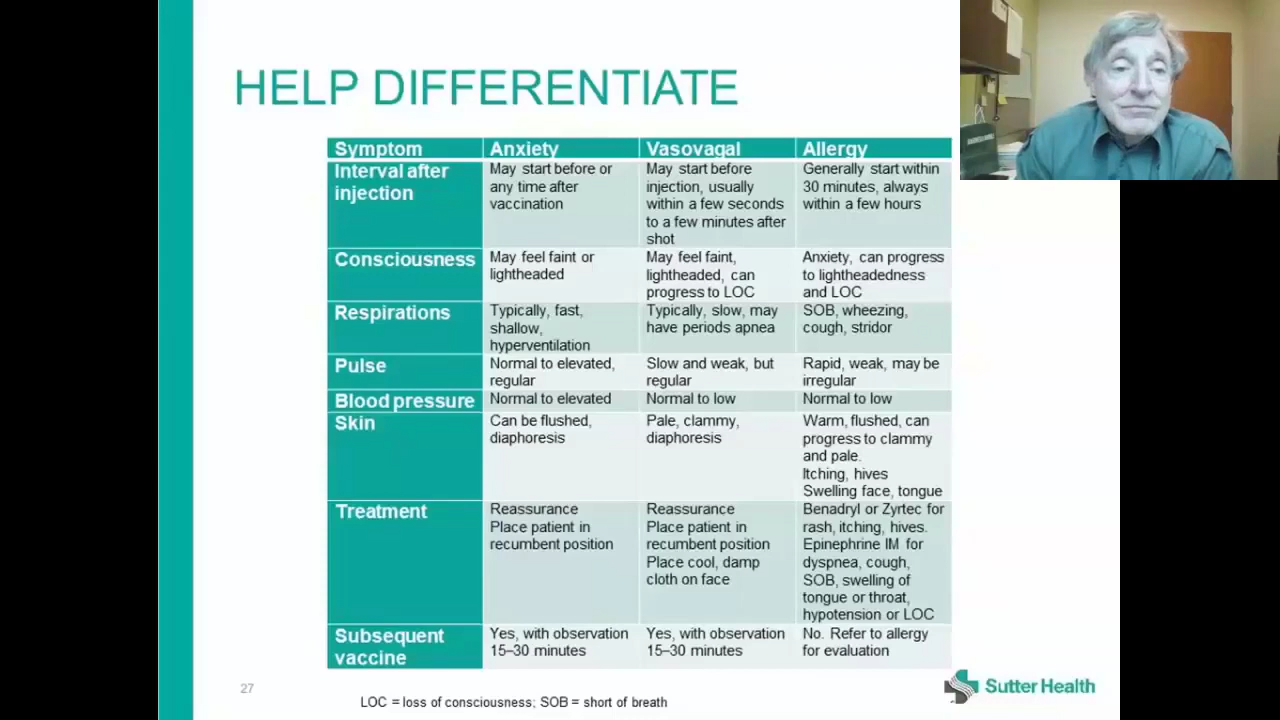 HELP DIFFERENTIATE
Symptom
Anxiety
Vasovagal
Allergy
Interval after
injection
May start before or
any time after
vaccination
May start before
injection, usually
within a few seconds
to a few minutes after
shot
Generally start within
30 minutes, always
within a few hours
Consciousness
May feel faint or
lightheaded
May feel faint,
lightheaded, can
progress to LOC
Anxiety, can progress
to lightheadedness
and LOC
Respirations
Typically, fast,
shallow,
hyperventilation
Typically, slow, may
have periods apnea
SOB, wheezing,
cough, stridor
Pulse
Normal to elevated,
regular
Slow and weak, but
regular
Rapid, weak, may be
irregular
Blood pressure
Normal to elevated
Normal to low
Normal to low
Skin
Can be flushed,
diaphoresis
Pale, clammy,
diaphoresis
Warm, flushed, can
progress to clammy
and pale.
Itching, hives
Swelling face, tongue
Treatment
Reassurance
Place patient in
recumbent position
Reassurance
Place patient in
recumbent position
Place cool, damp
cloth on face
Benadryl or Zyrtec for
rash, itching, hives.
Epinephrine IM for
dyspnea, cough,
SOB, swelling of
tongue or throat,
hypotension or LOC
Subsequent
vaccine
Yes, with observation
15–30 minutes
Yes, with observation
15–30 minutes
No. Refer to allergy
for evaluation
27
LOC = loss of consciousness; SOB = short of breath
Sutter Health